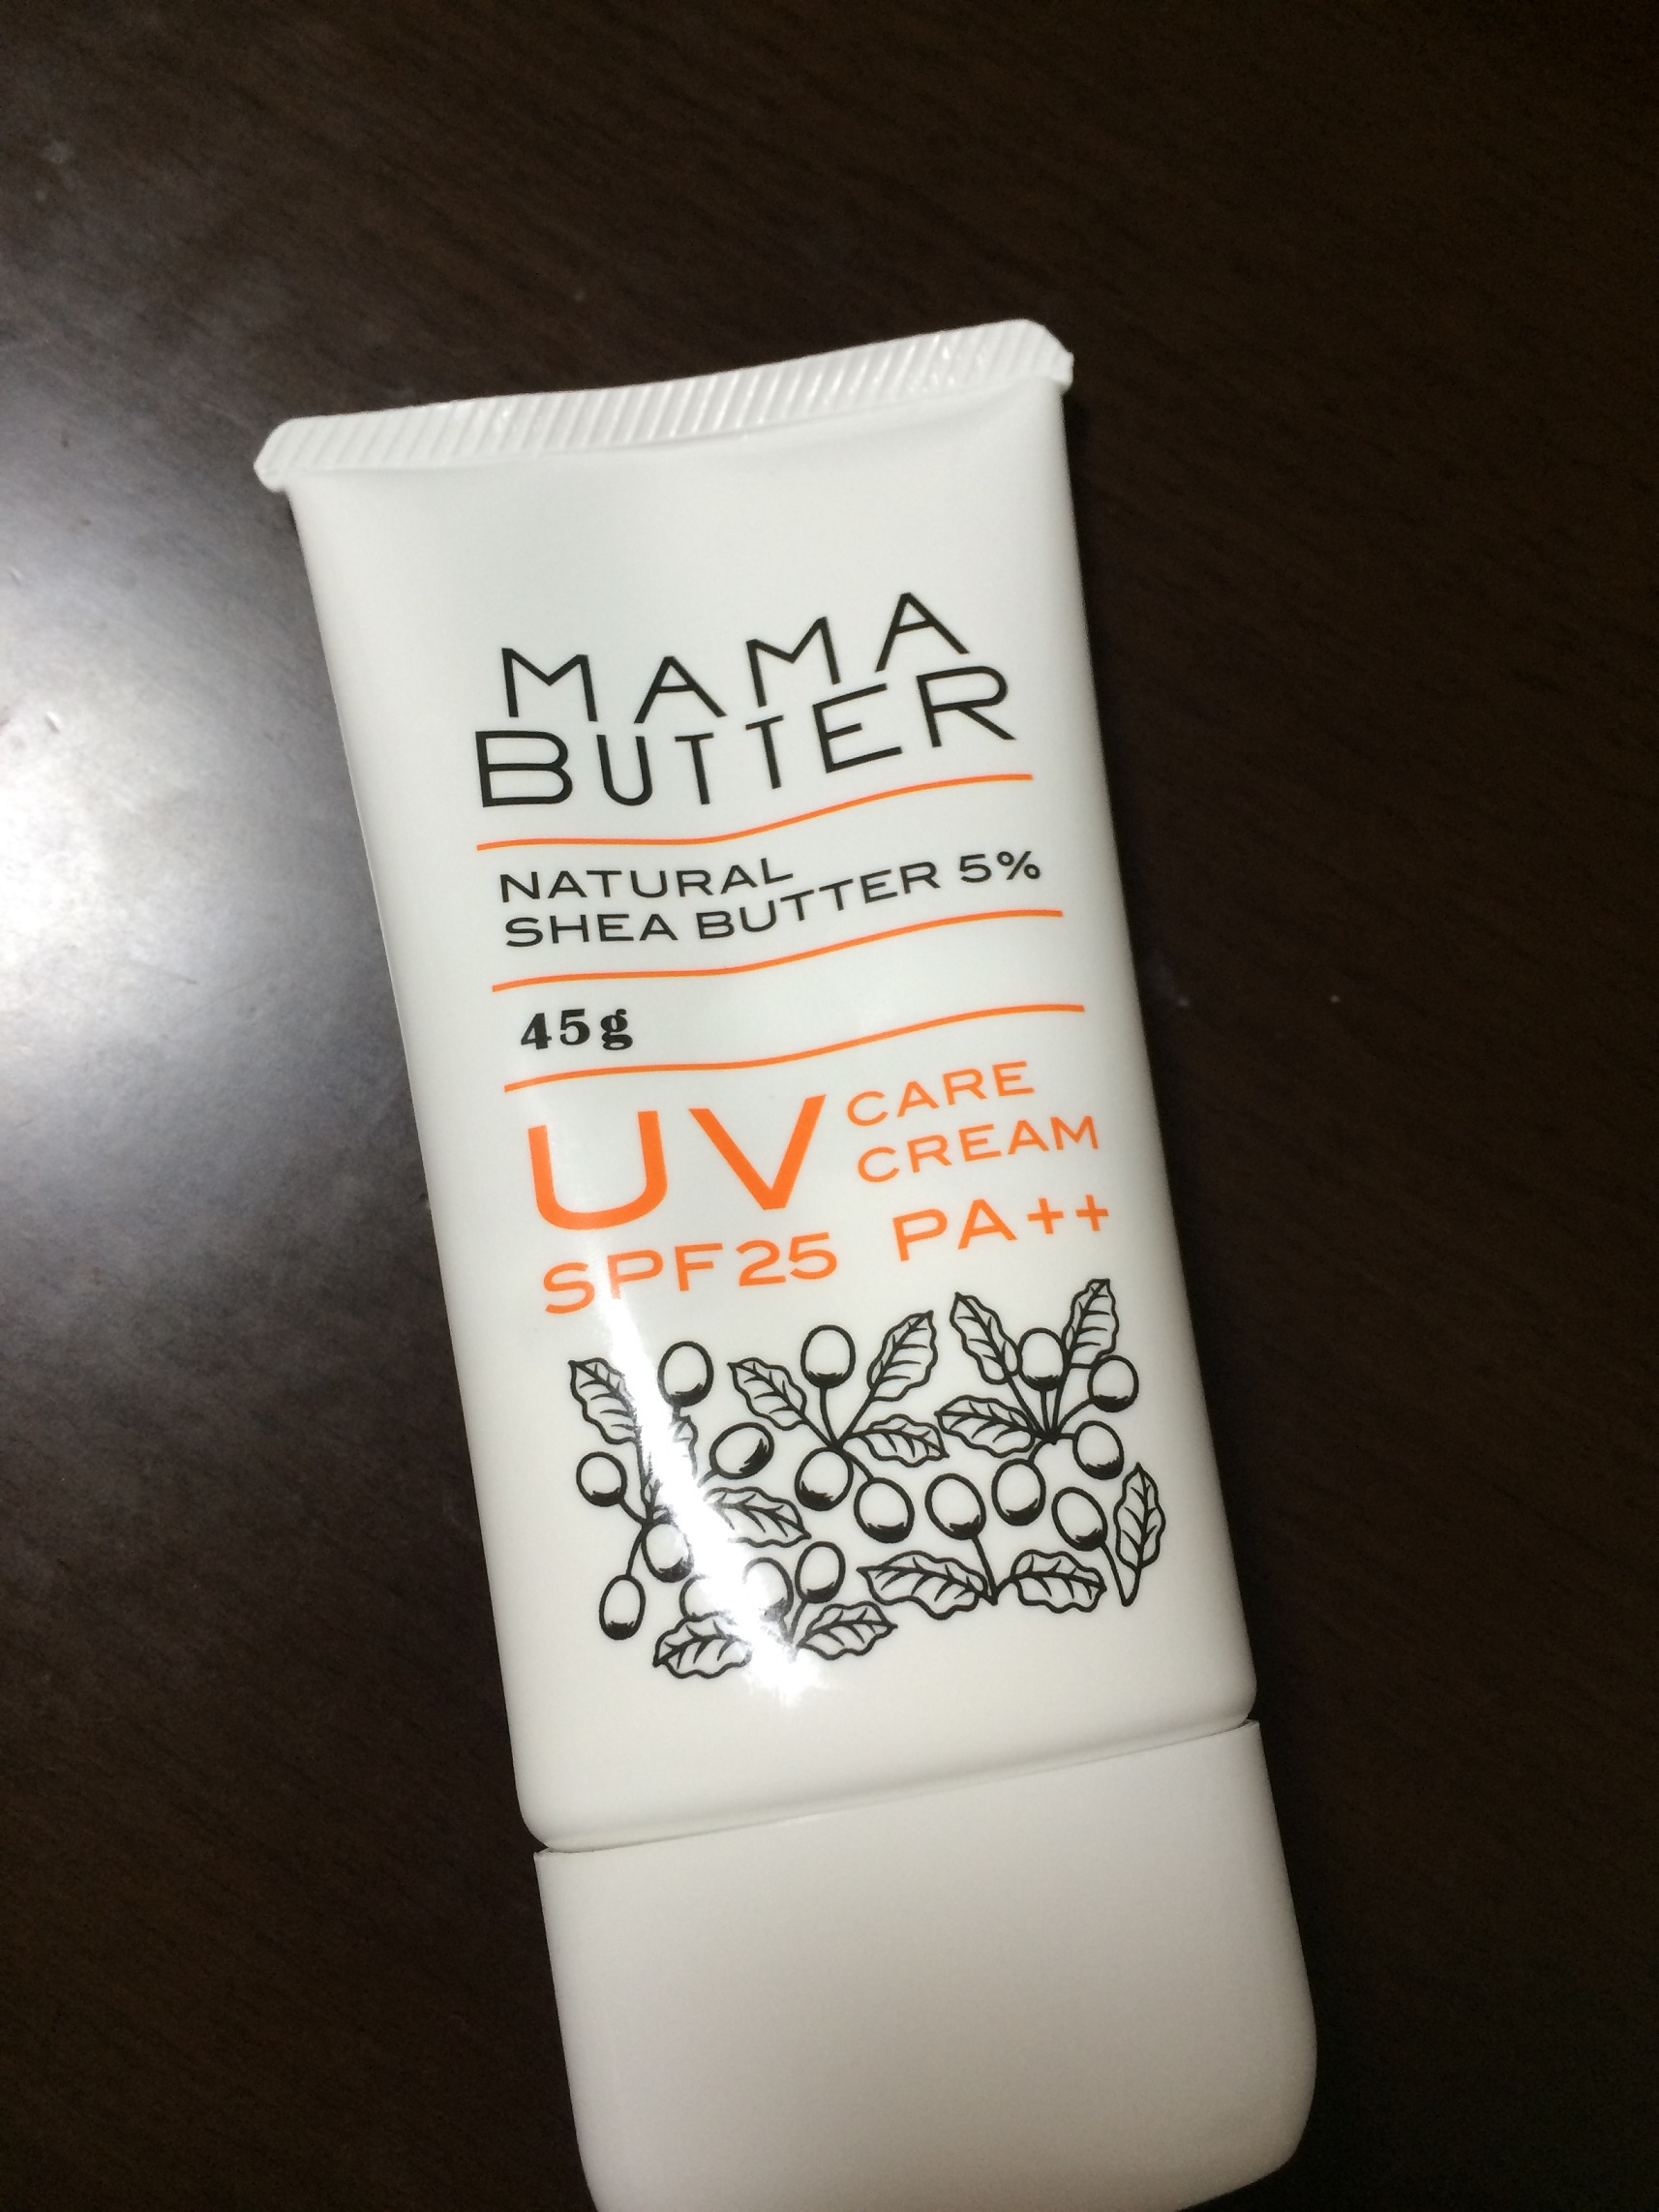 MAMA
BUTTER
NATURAL
SHEA BUTTER 5%
45g
UV CARE
CREAM
SPF25 PA++